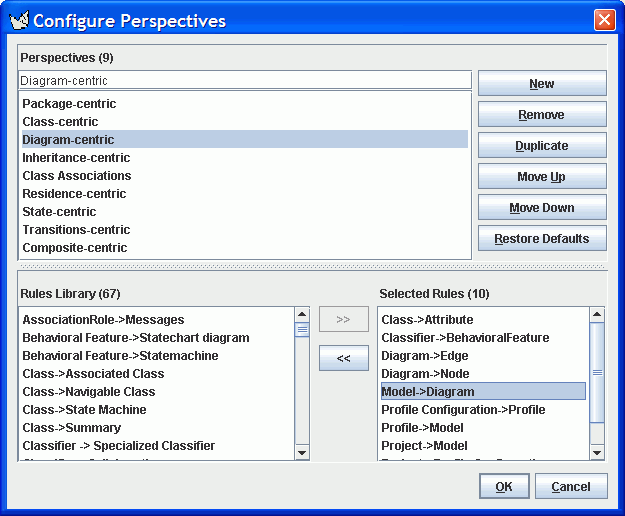 Configure Perspectives
Perspectives (9)
Diagram-centric
Package-centric
Class-centric
Diagram-centric
Inheritance-centric
Class Associations
Residence-centric
State-centric
Transitions-centric
Composite-centric
New
Remove
Duplicate
Move Up
Move Down
Restore Defaults
Rules Library (67)
AssociationRole->Messages
Behavioral Feature->Statechart diagram
Behavioral Feature->Statemachine
Class->Associated Class
Class->Navigable Class
Class->State Machine
Class->Summary
Classifier -> Specialized Classifier
>>
<<
Selected Rules (10)
Class->Attribute
Classifier->BehavioralFeature
Diagram->Edge
Diagram->Node
Model->Diagram
Profile Configuration->Profile
Profile->Model
Project->Model
OK
Cancel